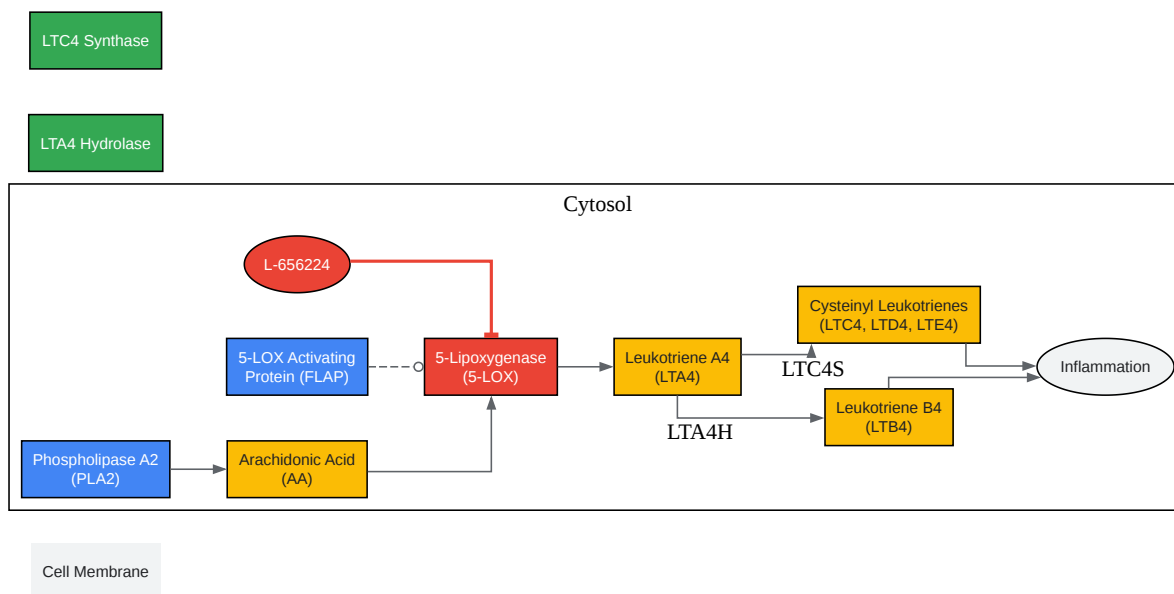 LTC4 Synthase
LTA4 Hydrolase
Cytosol
L-656224
5-LOX Activating
Protein (FLAP)
5-Lipoxygenase
(5-LOX)
Leukotriene A4
(LTA4)
LTC4S
Cysteinyl Leukotrienes
(LTC4, LTD4, LTE4)
Inflammation
LTA4H
Leukotriene B4
(LTB4)
Phospholipase A2
(PLA2)
Arachidonic Acid
(AA)
Cell Membrane